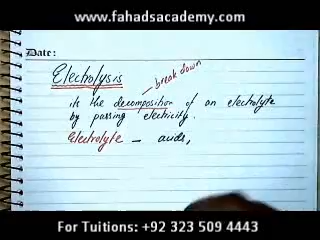 www.fahadsacademy.com
Date:
Electrolysis
break down
it's the decomposition of an electrolyte
by passing electricity.
Electrolyte – acids,
For Tuitions: +92 323 509 4443